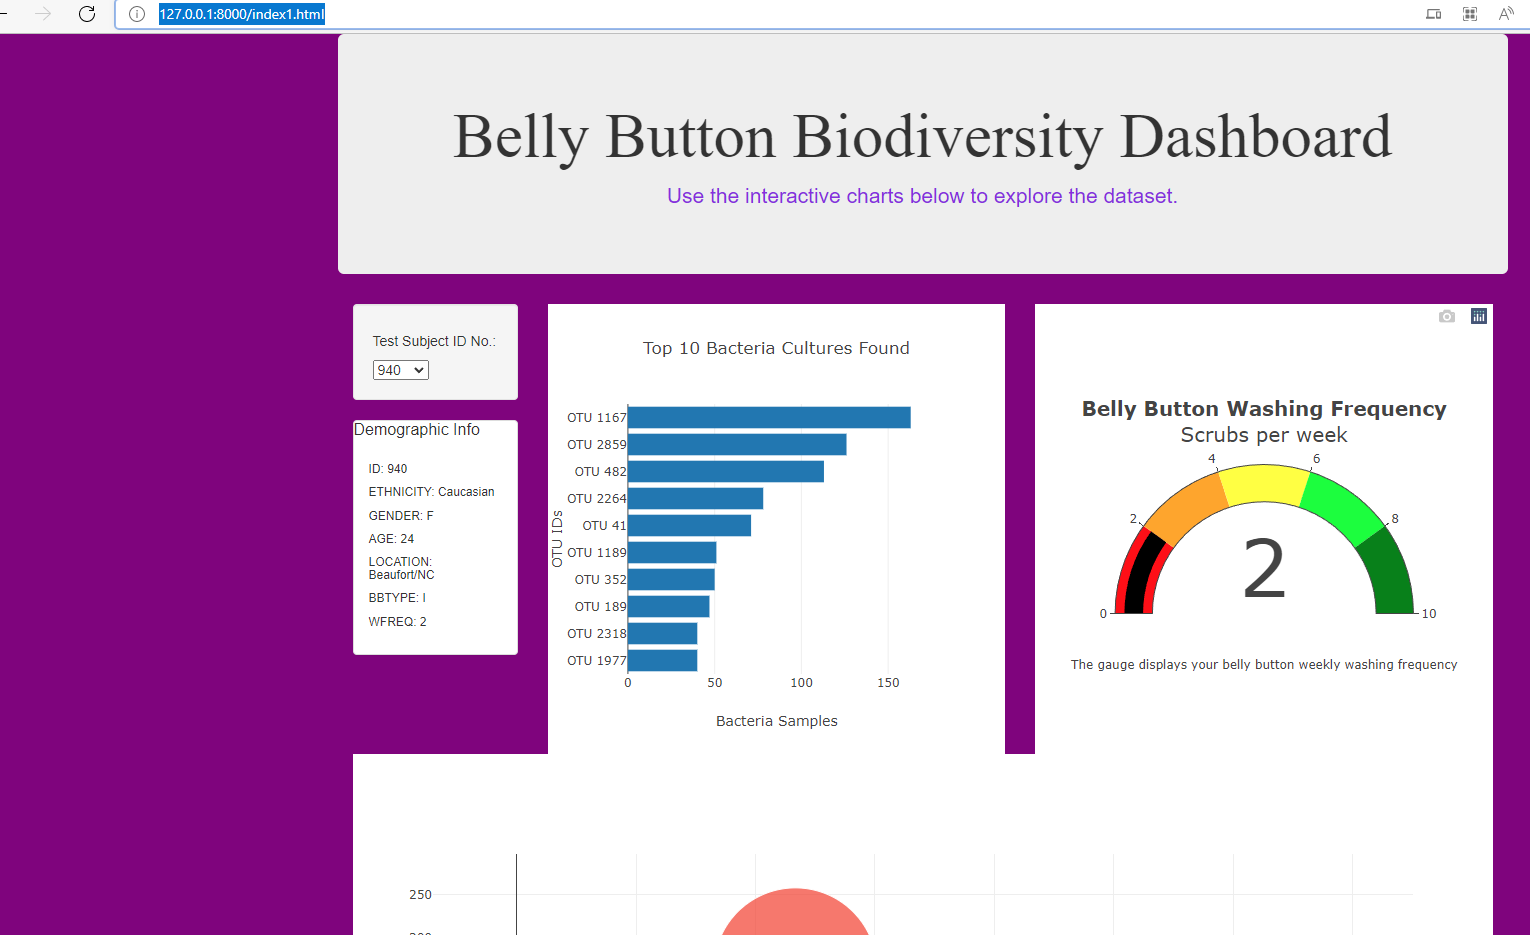 127.0.0.1:8000/index1.html
Belly Button Biodiversity Dashboard
Use the interactive charts below to explore the dataset.
Test Subject ID No.:
940
Demographic Info
ID: 940
ETHNICITY: Caucasian
GENDER: F
AGE: 24
LOCATION:
Beaufort/NC
BBTYPE: I
WFREQ: 2
Top 10 Bacteria Cultures Found
OTU IDs
OTU 1167
OTU 2859
OTU 482
OTU 2264
OTU 41
OTU 1189
OTU 352
OTU 189
OTU 2318
OTU 1977
0 50 100 150
Bacteria Samples
Belly Button Washing Frequency
Scrubs per week
4 6
2 8
2
0 10
The gauge displays your belly button weekly washing frequency
250